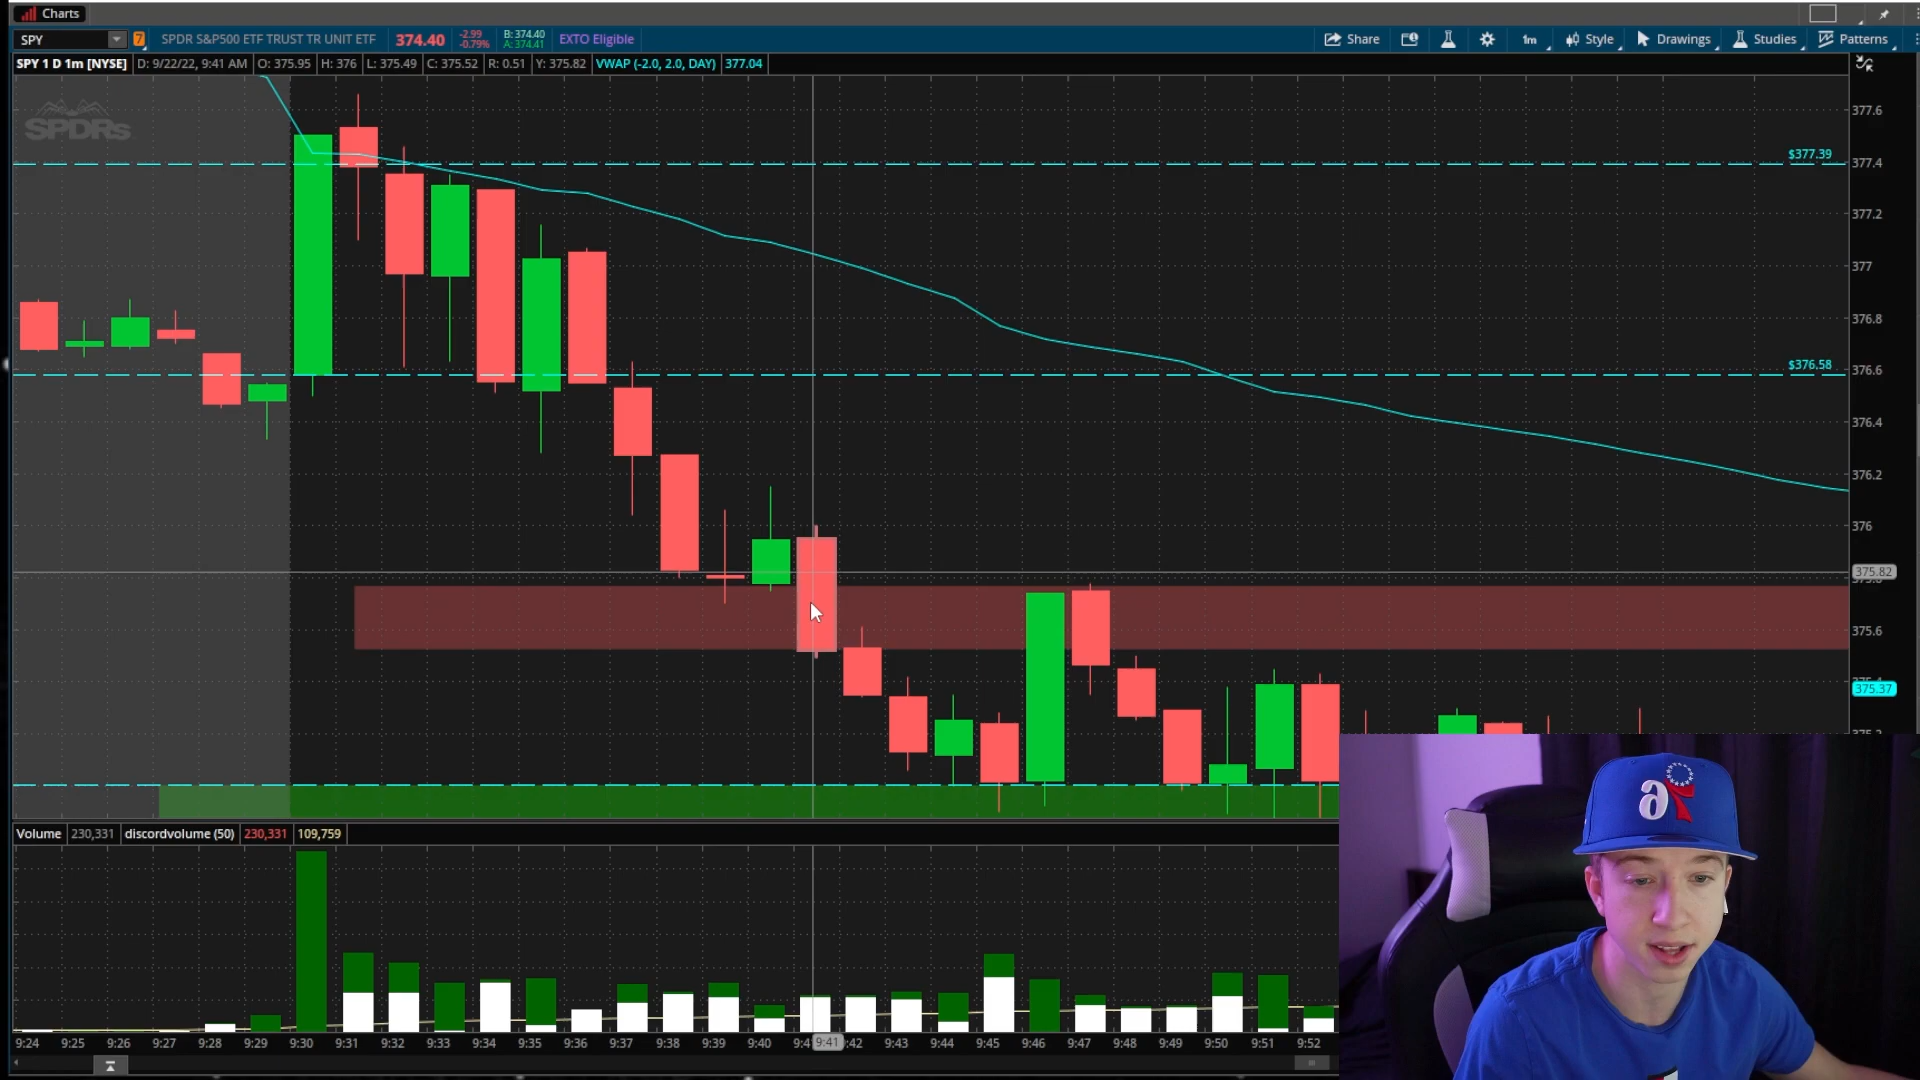 Charts
SPY 7 SPDR S&P500 ETF TRUST TR UNIT ETF 374.40 -2.99 -0.79% B: 374.40 A: 374.41 EXTO Eligible Share 1m Style Drawings Studies Patterns
SPY 1 D 1m [NYSE] D: 9/22/22, 9:41 AM O: 375.95 H: 376 L: 375.49 C: 375.52 R: 0.51 Y: 375.82 VWAP (-2.0, 2.0, DAY) 377.04
SPDRs
377.6
$377.39
377.4
377.2
377
376.8
$376.58
376.6
376.4
376.2
376
375.82
375.6
375.37
Volume 230,331 discordvolume (50) 230,331 109,759
9:24 9:25 9:26 9:27 9:28 9:29 9:30 9:31 9:32 9:33 9:34 9:35 9:36 9:37 9:38 9:39 9:40 9:41 :42 9:43 9:44 9:45 9:46 9:47 9:48 9:49 9:50 9:51 9:52